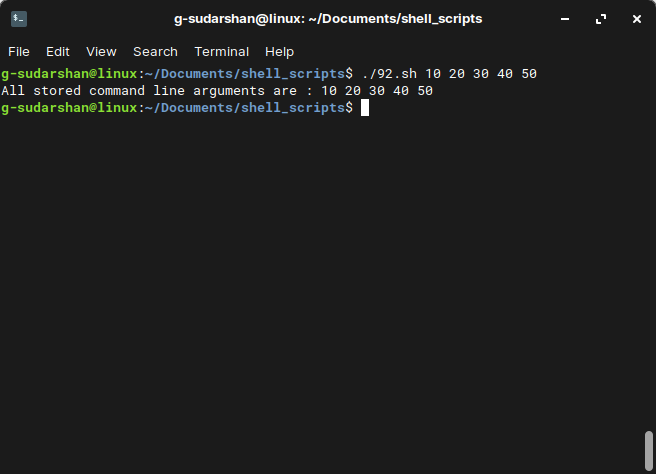 g-sudarshan@linux: ~/Documents/shell_scripts
File Edit View Search Terminal Help
g-sudarshan@linux:~/Documents/shell_scripts$ ./92.sh 10 20 30 40 50
All stored command line arguments are : 10 20 30 40 50
g-sudarshan@linux:~/Documents/shell_scripts$